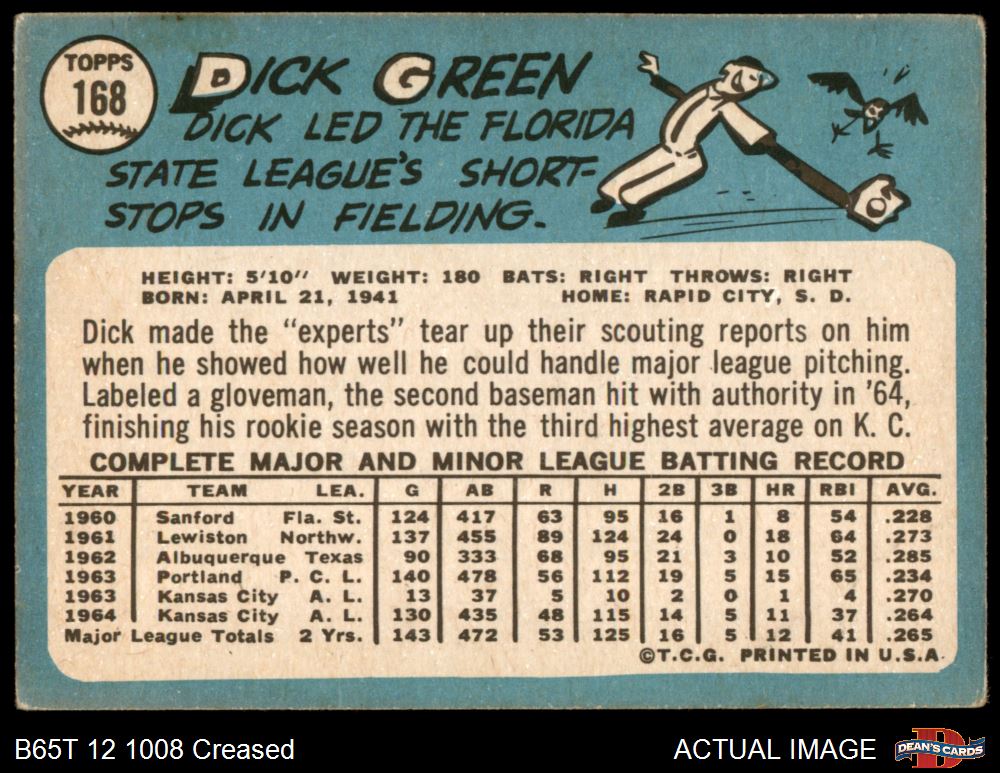 TOPPS
168
DICK GREEN
DICK LED THE FLORIDA
STATE LEAGUE'S SHORT-
STOPS IN FIELDING.
HEIGHT: 5'10" WEIGHT: 180 BATS: RIGHT THROWS: RIGHT
BORN: APRIL 21, 1941 HOME: RAPID CITY, S. D.
Dick made the "experts" tear up their scouting reports on him
when he showed how well he could handle major league pitching.
Labeled a gloveman, the second baseman hit with authority in '64,
finishing his rookie season with the third highest average on K. C.
COMPLETE MAJOR AND MINOR LEAGUE BATTING RECORD
YEAR TEAM LEA. G AB R H 2B 3B HR RBI AVG.
1960 Sanford Fla. St. 124 417 63 95 16 1 8 54 .228
1961 Lewiston Northw. 137 455 89 124 24 0 18 64 .273
1962 Albuquerque Texas 90 333 68 95 21 3 10 52 .285
1963 Portland P. C. L. 140 478 56 112 19 5 15 65 .234
1963 Kansas City A. L. 13 37 5 10 2 0 1 4 .270
1964 Kansas City A. L. 130 435 48 115 14 5 11 37 .264
Major League Totals 2 Yrs. 143 472 53 125 16 5 12 41 .265
©T.C.G. PRINTED IN U.S.A.
B65T 12 1008 Creased
ACTUAL IMAGE
D
DEAN'S CARDS